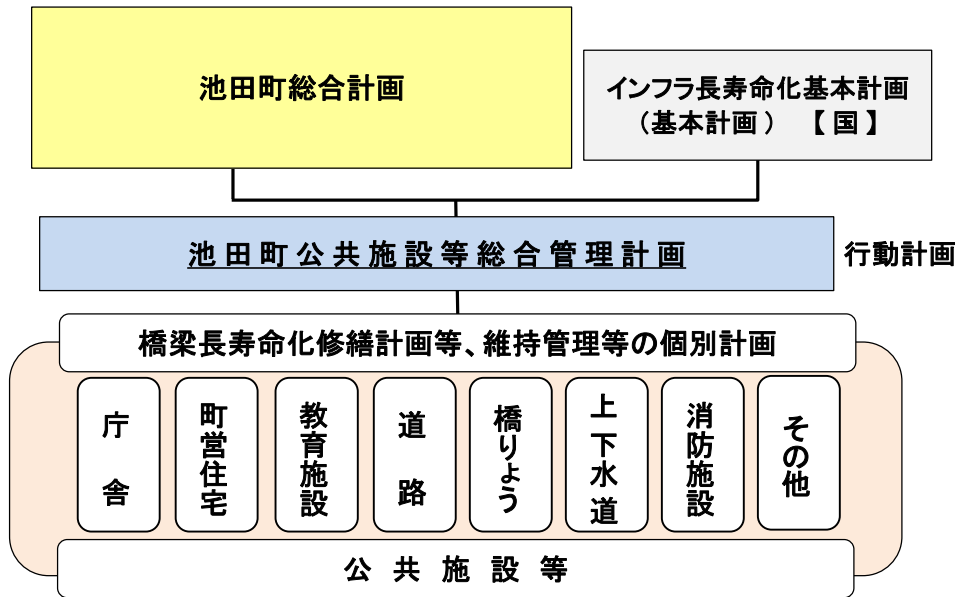 池田町総合計画
インフラ長寿命化基本計画
（基本計画）　【国】
池田町公共施設等総合管理計画
行動計画
橋梁長寿命化修繕計画等、維持管理等の個別計画
庁舎
町営住宅
教育施設
道路
橋りょう
上下水道
消防施設
その他
公共施設等